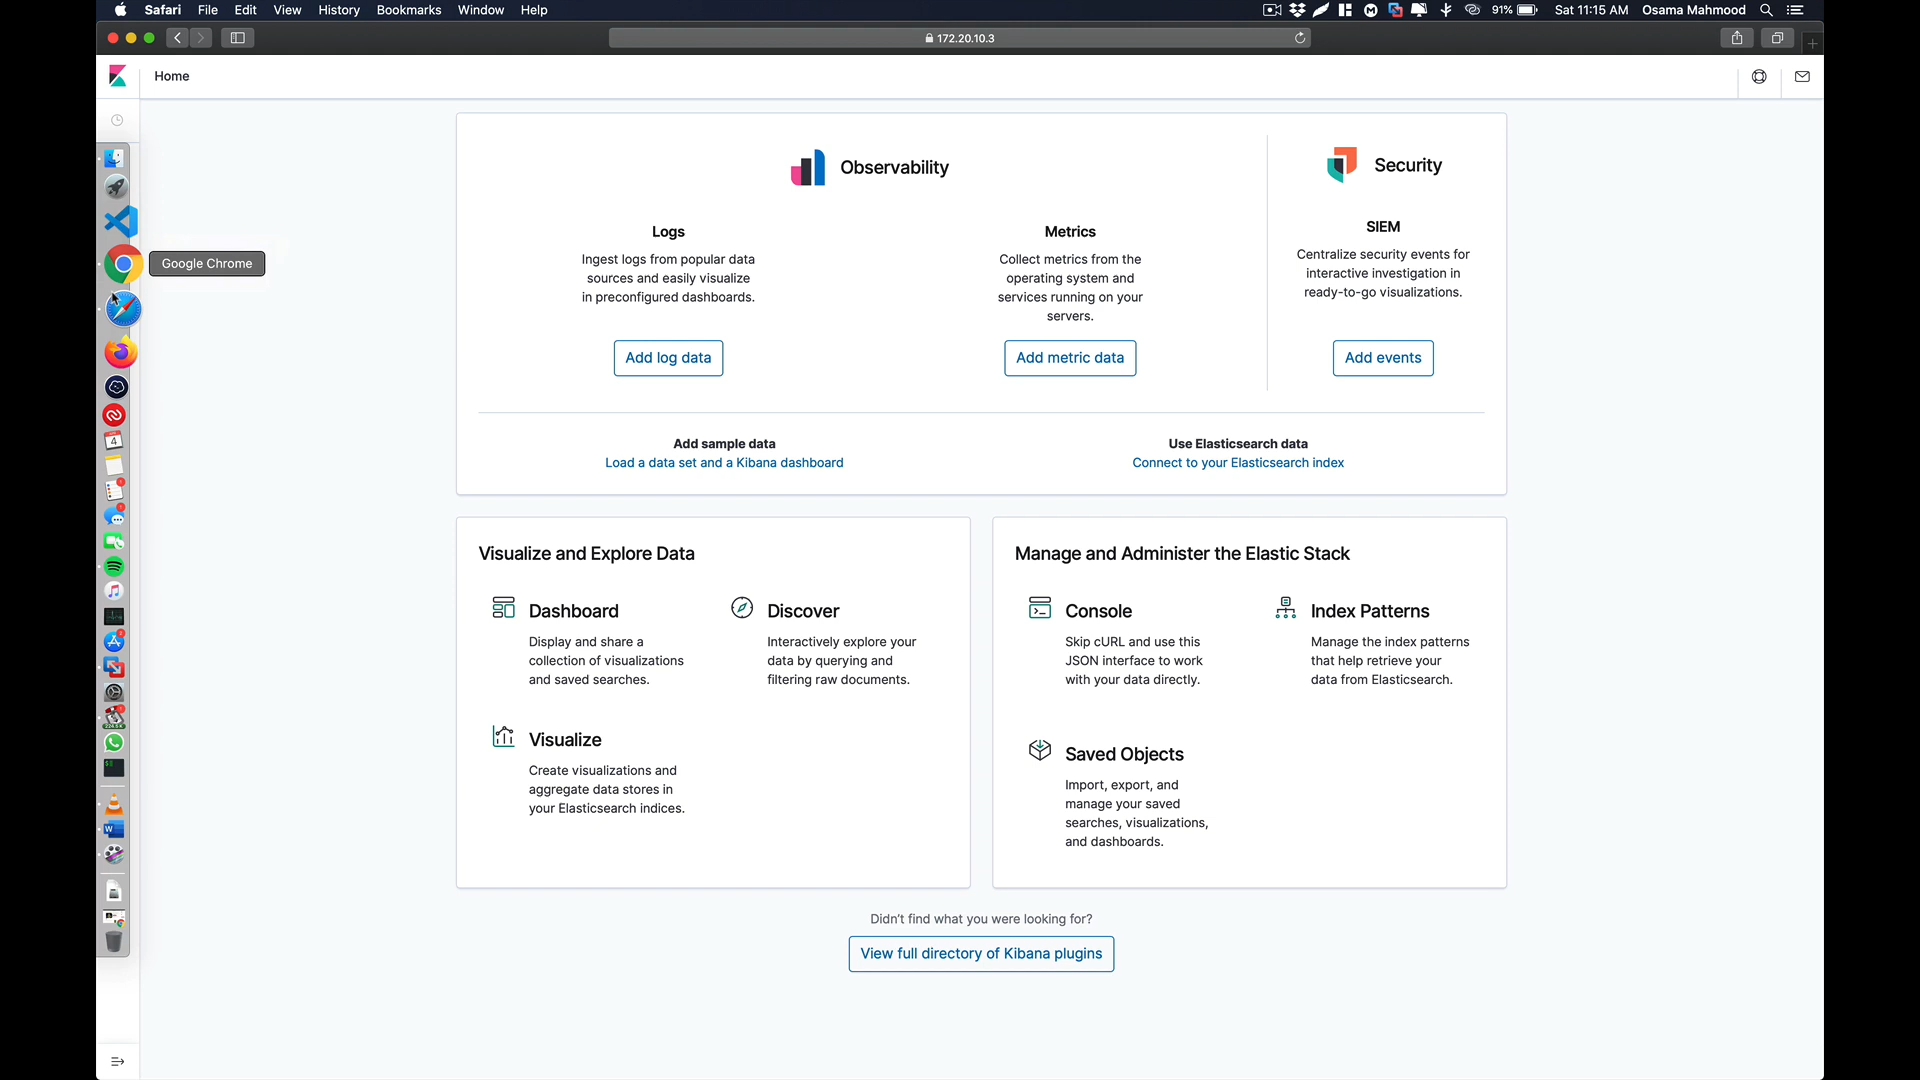 Safari File Edit View History Bookmarks Window Help
91% Sat 11:15 AM Osama Mahmood
172.20.10.3
Home
Observability
Logs
Ingest logs from popular data
sources and easily visualize
in preconfigured dashboards.
Add log data
Metrics
Collect metrics from the
operating system and
services running on your
servers.
Add metric data
Security
SIEM
Centralize security events for
interactive investigation in
ready-to-go visualizations.
Add events
Google Chrome
Add sample data
Load a data set and a Kibana dashboard
Use Elasticsearch data
Connect to your Elasticsearch index
Visualize and Explore Data
Dashboard
Display and share a
collection of visualizations
and saved searches.
Discover
Interactively explore your
data by querying and
filtering raw documents.
Visualize
Create visualizations and
aggregate data stores in
your Elasticsearch indices.
Manage and Administer the Elastic Stack
Console
Skip cURL and use this
JSON interface to work
with your data directly.
Index Patterns
Manage the index patterns
that help retrieve your
data from Elasticsearch.
Saved Objects
Import, export, and
manage your saved
searches, visualizations,
and dashboards.
Didn't find what you were looking for?
View full directory of Kibana plugins
4
W